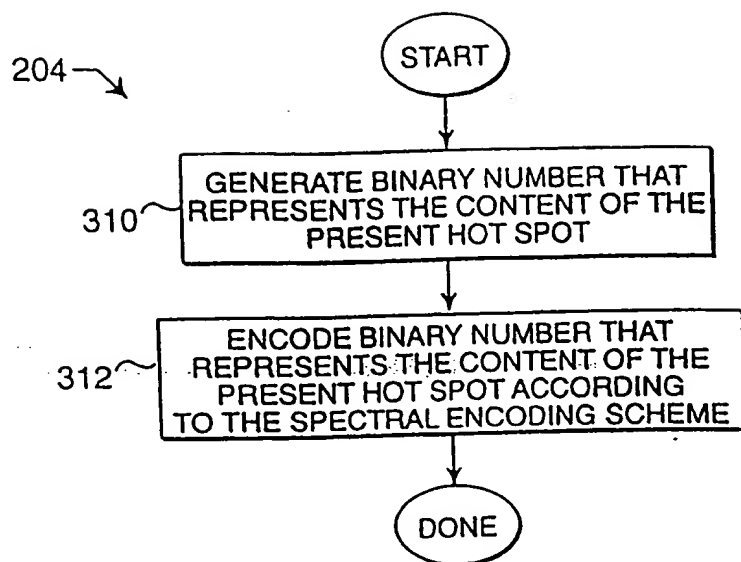 START
204
GENERATE BINARY NUMBER THAT
REPRESENTS THE CONTENT OF THE
PRESENT HOT SPOT
310
ENCODE BINARY NUMBER THAT
REPRESENTS THE CONTENT OF THE
PRESENT HOT SPOT ACCORDING
TO THE SPECTRAL ENCODING SCHEME
312
DONE